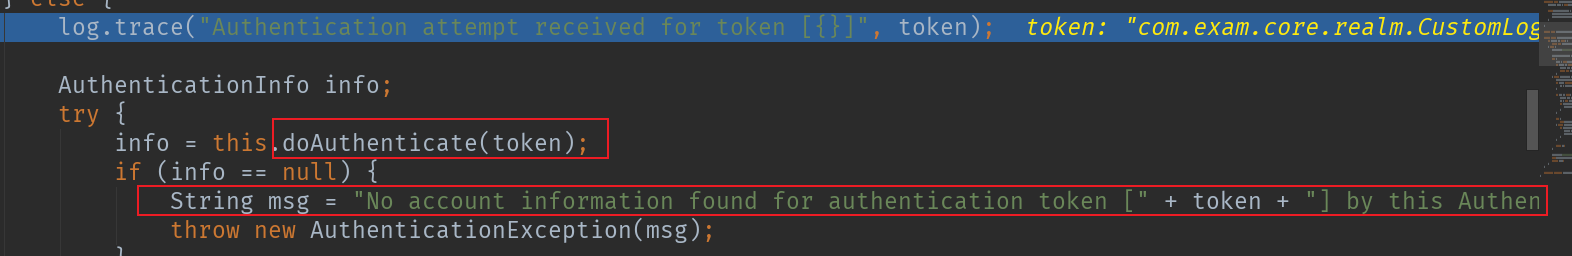 } else {
log.trace("Authentication attempt received for token [{}]", token); token: "com.exam.core.realm.CustomLog
AuthenticationInfo info;
try {
info = this.doAuthenticate(token);
if (info == null) {
String msg = "No account information found for authentication token [" + token + "] by this Authen
throw new AuthenticationException(msg);
}